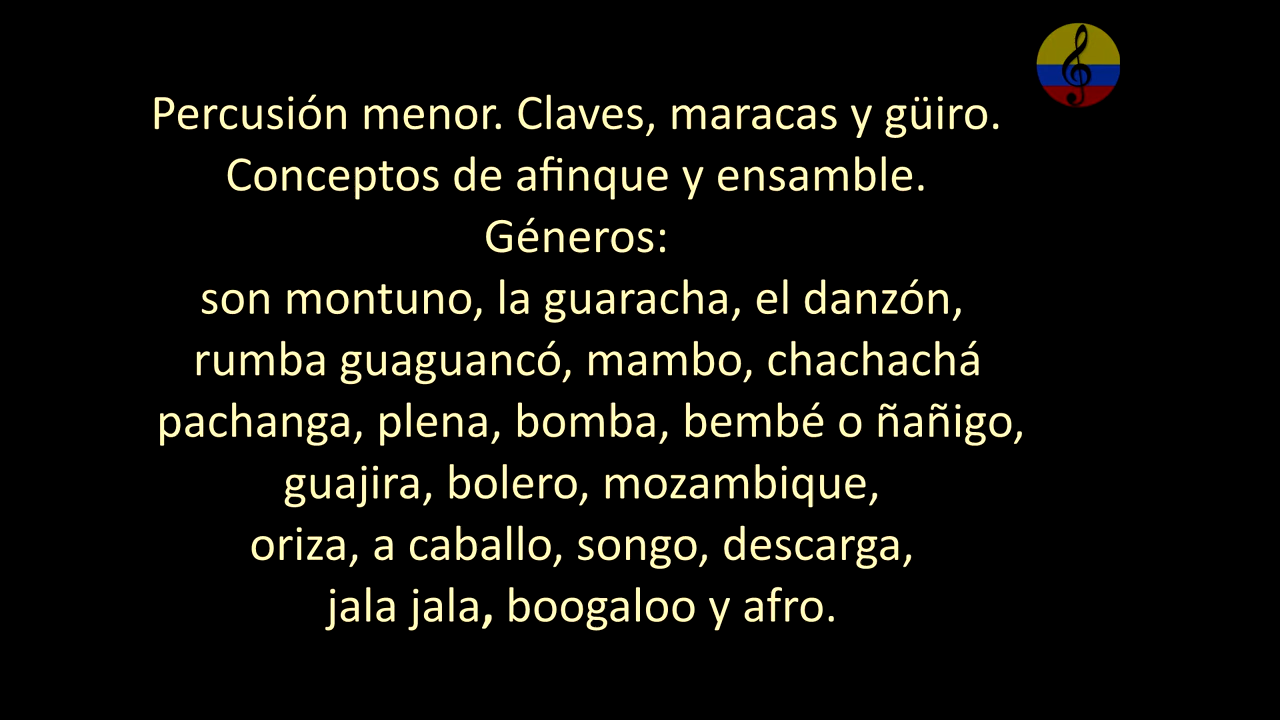 Percusión menor. Claves, maracas y güiro.
Conceptos de afinque y ensamble.
Géneros:
son montuno, la guaracha, el danzón,
rumba guaguancó, mambo, chachachá
pachanga, plena, bomba, bembé o ñañigo,
guajira, bolero, mozambique,
oriza, a caballo, songo, descarga,
jala jala, boogaloo y afro.